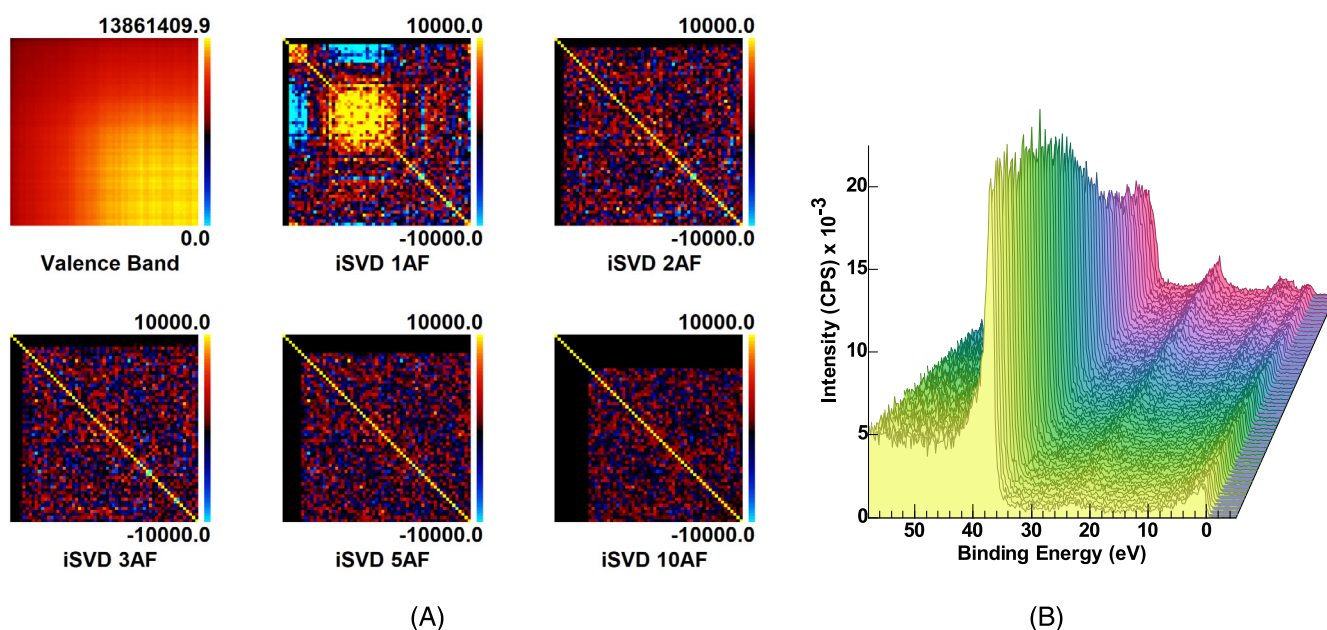 13861409.9
0.0
Valence Band
10000.0
-10000.0
iSVD 1AF
10000.0
-10000.0
iSVD 2AF
10000.0
-10000.0
iSVD 3AF
10000.0
-10000.0
iSVD 5AF
10000.0
-10000.0
iSVD 10AF
(A)
Intensity (CPS) x 10-3
20
15
10
5
0
50 40 30 20 10 0
Binding Energy (eV)
(B)